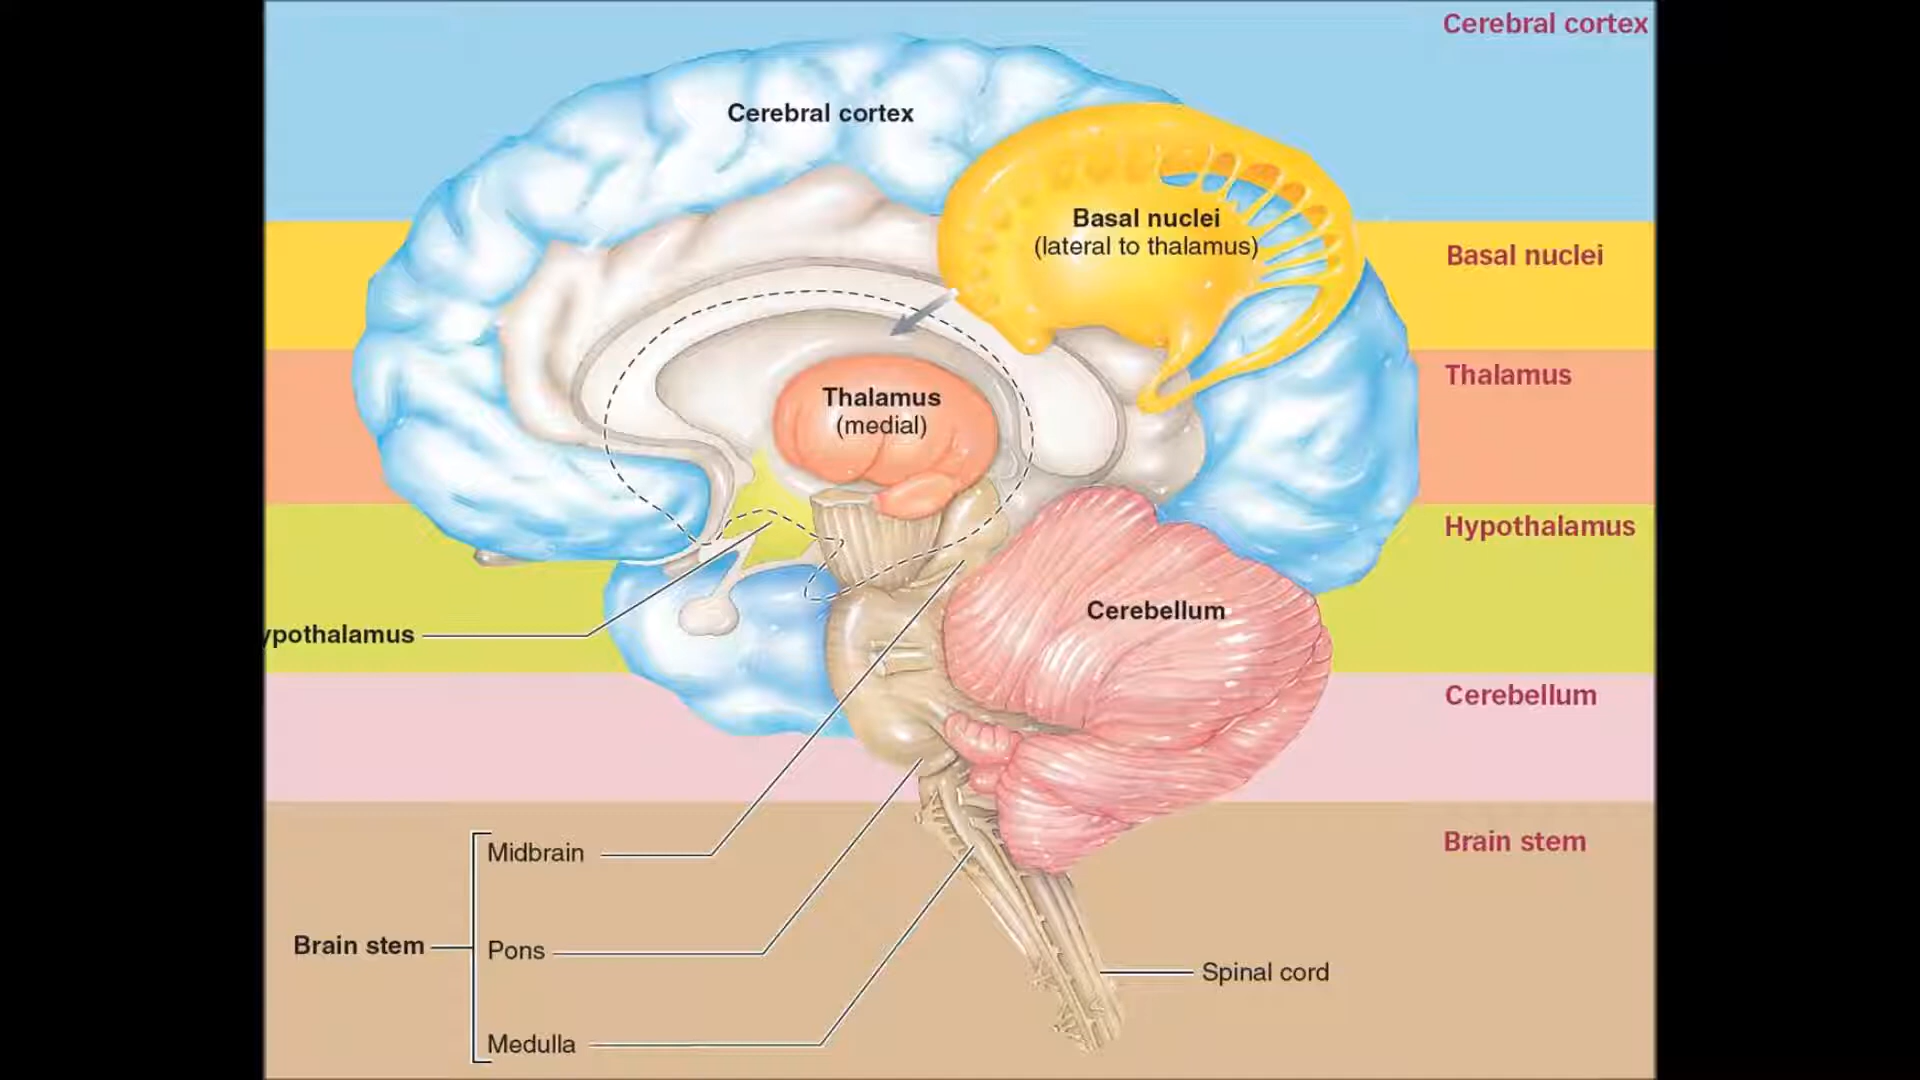 Cerebral cortex
Cerebral cortex
Basal nuclei
(lateral to thalamus)
Basal nuclei
Thalamus
Thalamus
(medial)
Hypothalamus
Cerebellum
ypothalamus
Cerebellum
Brain stem
Midbrain
Brain stem
Pons
Spinal cord
Medulla